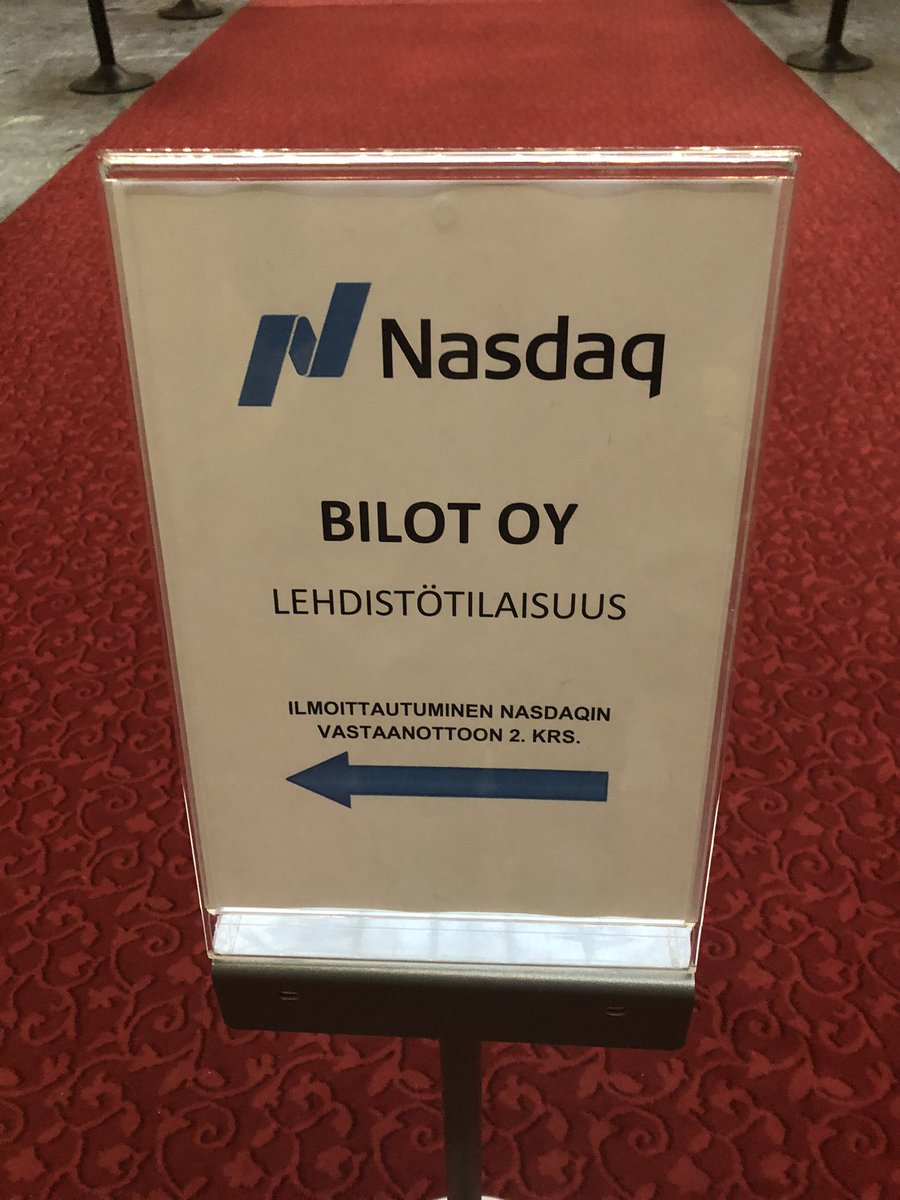 Nasdaq
BILOT OY
LEHDISTÖTILAISUUS
ILMOITTAUTUMINEN NASDAQIN
VASTAANOTTOON 2. KRS.